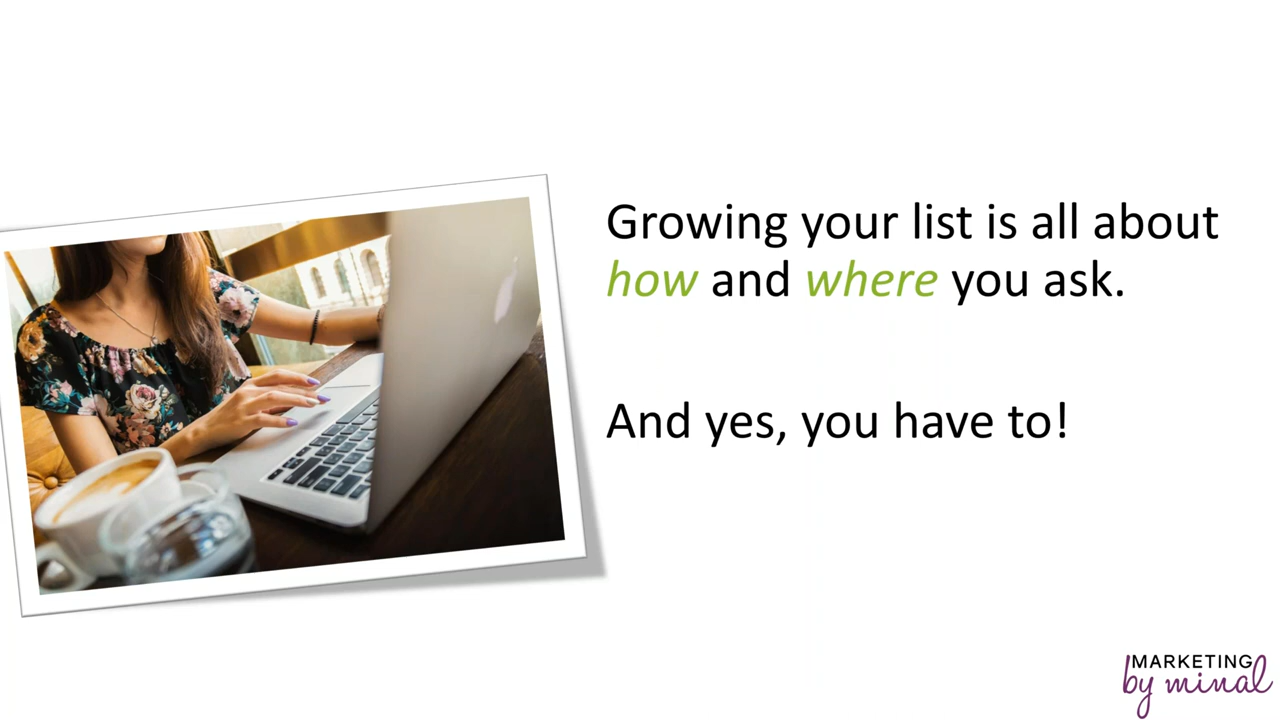 Growing your list is all about
how and where you ask.
And yes, you have to!
MARKETING
by minal